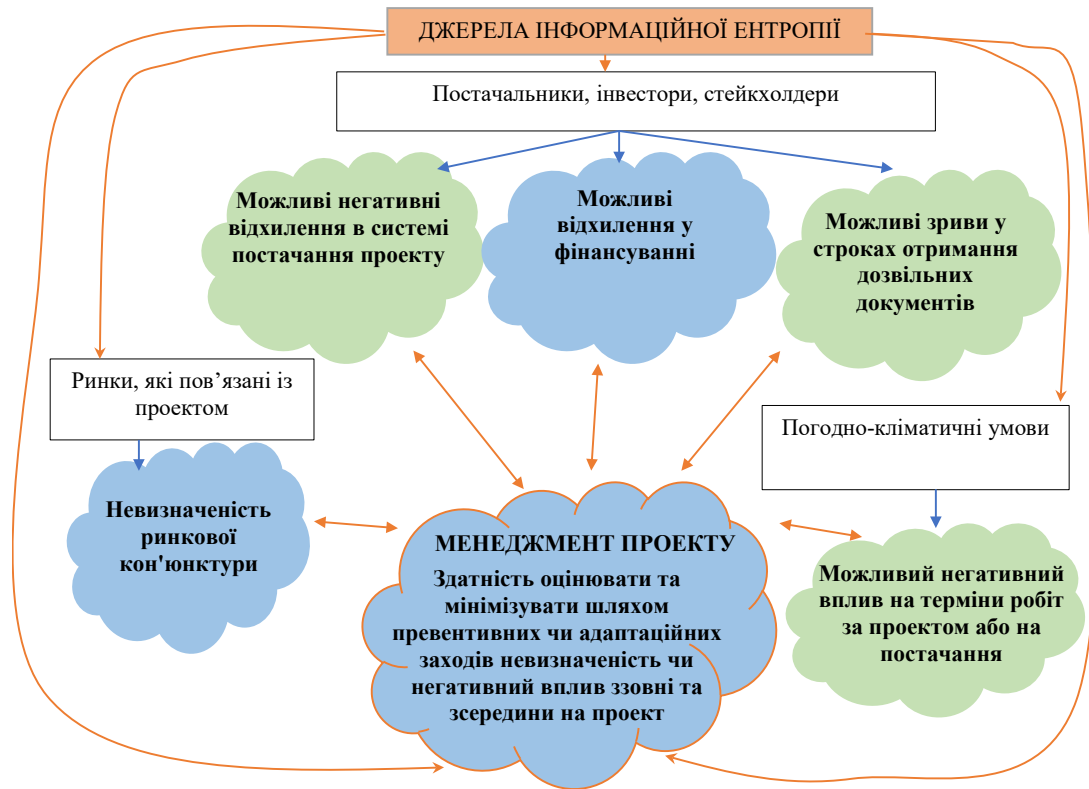 ДЖЕРЕЛА ІНФОРМАЦІЙНОЇ ЕНТРОПІЇ
Постачальники, інвестори, стейкхолдери
Можливі негативні
відхилення в системі
постачання проекту
Можливі
відхилення у
фінансуванні
Можливі зриви у
строках отримання
дозвільних
документів
Ринки, які пов’язані із
проектом
Погодно-кліматичні умови
Невизначеність
ринкової
кон'юнктури
МЕНЕДЖМЕНТ ПРОЕКТУ
Здатність оцінювати та
мінімізувати шляхом
превентивних чи адаптаційних
заходів невизначеність чи
негативний вплив ззовні та
зсередини на проект
Можливий негативний
вплив на терміни робіт
за проектом або на
постачання